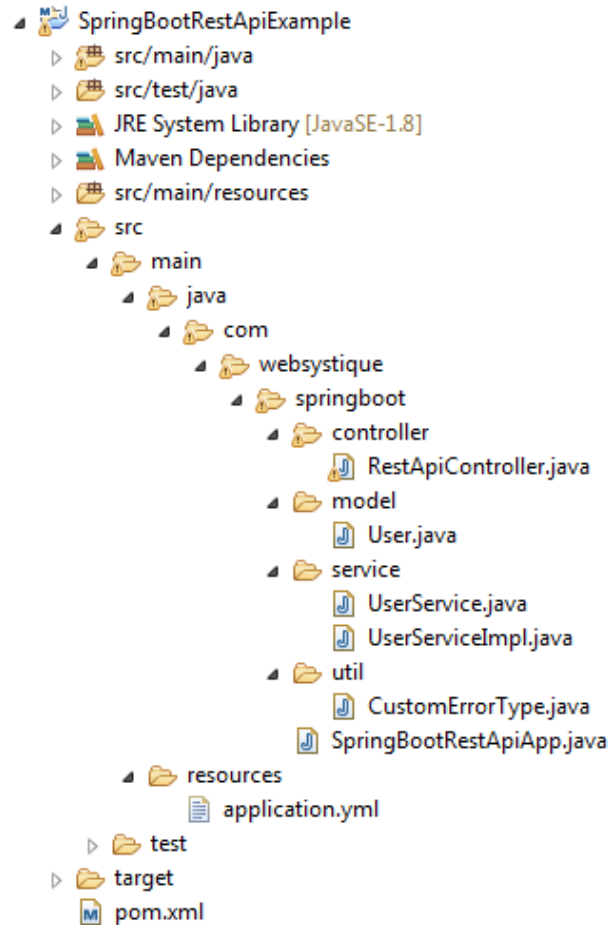 SpringBootRestApiExample
src/main/java
src/test/java
JRE System Library [JavaSE-1.8]
Maven Dependencies
src/main/resources
src
main
java
com
websystique
springboot
controller
RestApiController.java
model
User.java
service
UserService.java
UserServiceImpl.java
util
CustomErrorType.java
SpringBootRestApiApp.java
resources
application.yml
test
target
pom.xml